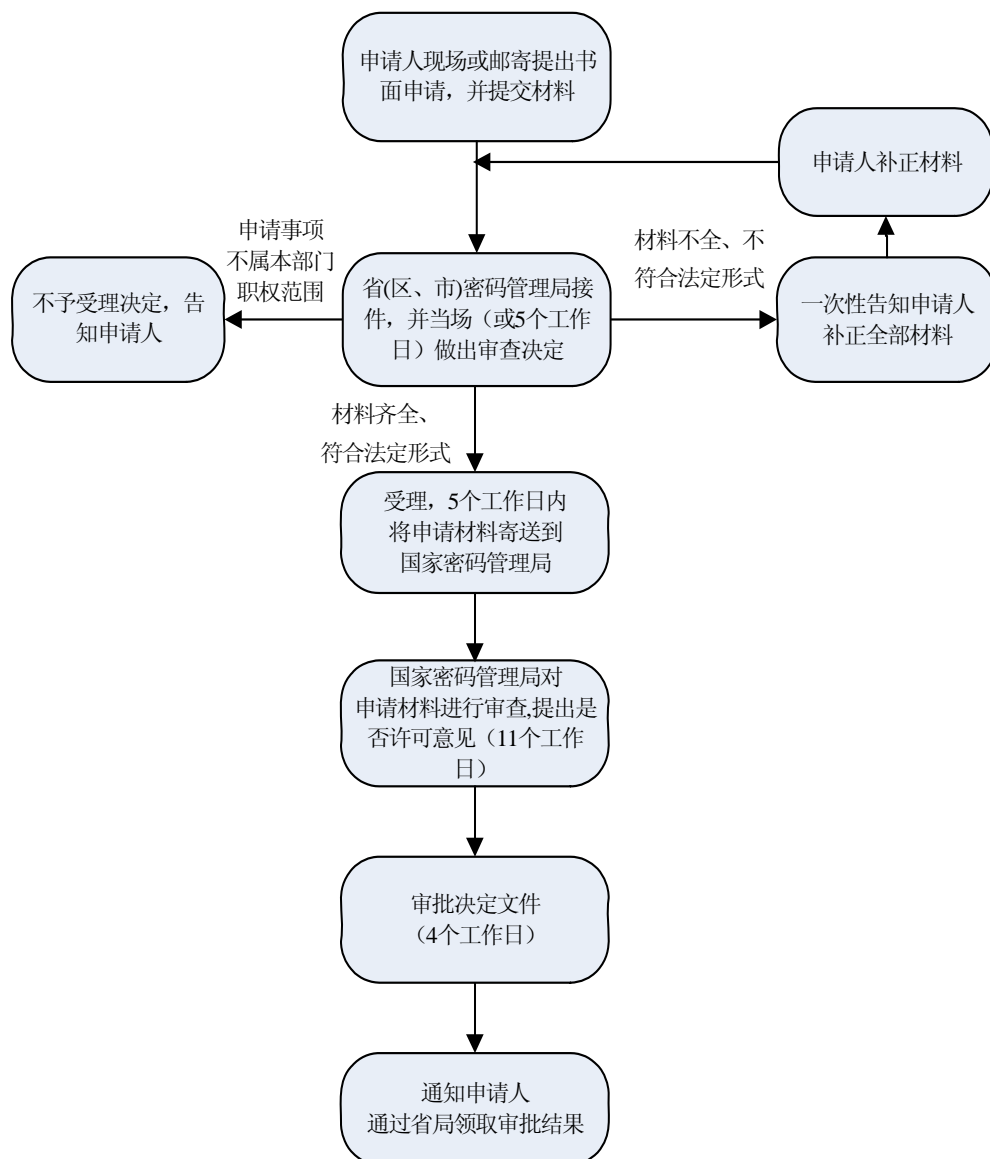 申请人现场或邮寄提出书
面申请，并提交材料
申请人补正材料
申请事项
不属本部门
职权范围
材料不全、不
符合法定形式
不予受理决定，告
知申请人
省(区、市)密码管理局接
件，并当场（或5个工作
日）做出审查决定
一次性告知申请人
补正全部材料
材料齐全、
符合法定形式
受理，5个工作日内
将申请材料寄送到
国家密码管理局
国家密码管理局对
申请材料进行审查,提出是
否许可意见（11个工作
日）
审批决定文件
（4个工作日）
通知申请人
通过省局领取审批结果